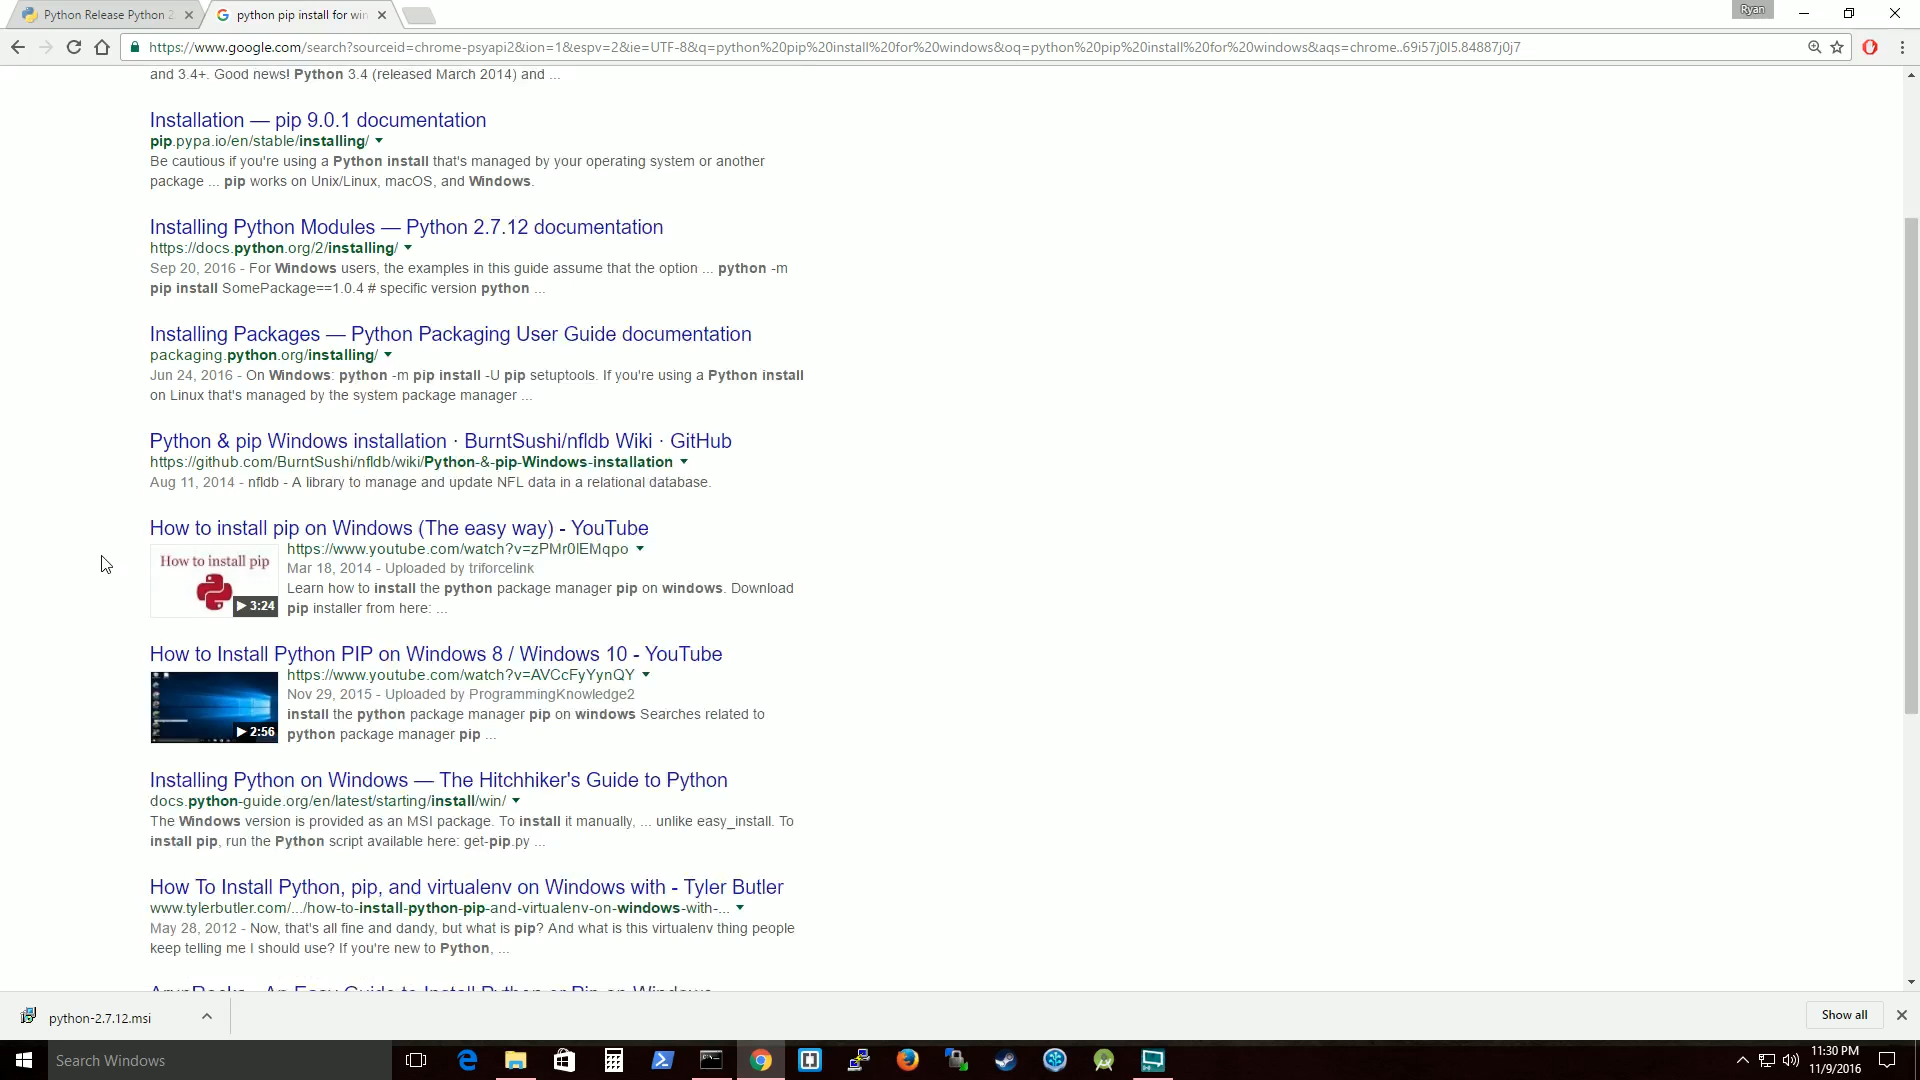 Python Release Python 2
python pip install for win
Ryan
https://www.google.com/search?sourceid=chrome-psyapi2&ion=1&espv=2&ie=UTF-8&q=python%20pip%20install%20for%20windows&oq=python%20pip%20install%20for%20windows&aqs=chrome..69i57j0l5.84887j0j7
and 3.4+. Good news! Python 3.4 (released March 2014) and ...
Installation — pip 9.0.1 documentation
pip.pypa.io/en/stable/installing/
Be cautious if you're using a Python install that's managed by your operating system or another
package ... pip works on Unix/Linux, macOS, and Windows.
Installing Python Modules — Python 2.7.12 documentation
https://docs.python.org/2/installing/
Sep 20, 2016 - For Windows users, the examples in this guide assume that the option ... python -m
pip install SomePackage==1.0.4 # specific version python ...
Installing Packages — Python Packaging User Guide documentation
packaging.python.org/installing/
Jun 24, 2016 - On Windows: python -m pip install -U pip setuptools. If you're using a Python install
on Linux that's managed by the system package manager ...
Python & pip Windows installation · BurntSushi/nfldb Wiki · GitHub
https://github.com/BurntSushi/nfldb/wiki/Python-&-pip-Windows-installation
Aug 11, 2014 - nfldb - A library to manage and update NFL data in a relational database.
How to install pip on Windows (The easy way) - YouTube
How to install pip
3:24
https://www.youtube.com/watch?v=zPMr0lEMqpo
Mar 18, 2014 - Uploaded by triforcelink
Learn how to install the python package manager pip on windows. Download
pip installer from here: ...
How to Install Python PIP on Windows 8 / Windows 10 - YouTube
2:56
https://www.youtube.com/watch?v=AVCcFyYynQY
Nov 29, 2015 - Uploaded by ProgrammingKnowledge2
install the python package manager pip on windows Searches related to
python package manager pip ...
Installing Python on Windows — The Hitchhiker's Guide to Python
docs.python-guide.org/en/latest/starting/install/win/
The Windows version is provided as an MSI package. To install it manually, ... unlike easy_install. To
install pip, run the Python script available here: get-pip.py ...
How To Install Python, pip, and virtualenv on Windows with - Tyler Butler
www.tylerbutler.com/.../how-to-install-python-pip-and-virtualenv-on-windows-with-...
May 28, 2012 - Now, that's all fine and dandy, but what is pip? And what is this virtualenv thing people
keep telling me I should use? If you're new to Python, ...
An Easy Guide to Install Python or Pip on Windows
python-2.7.12.msi
Show all
Search Windows
11:30 PM
11/9/2016